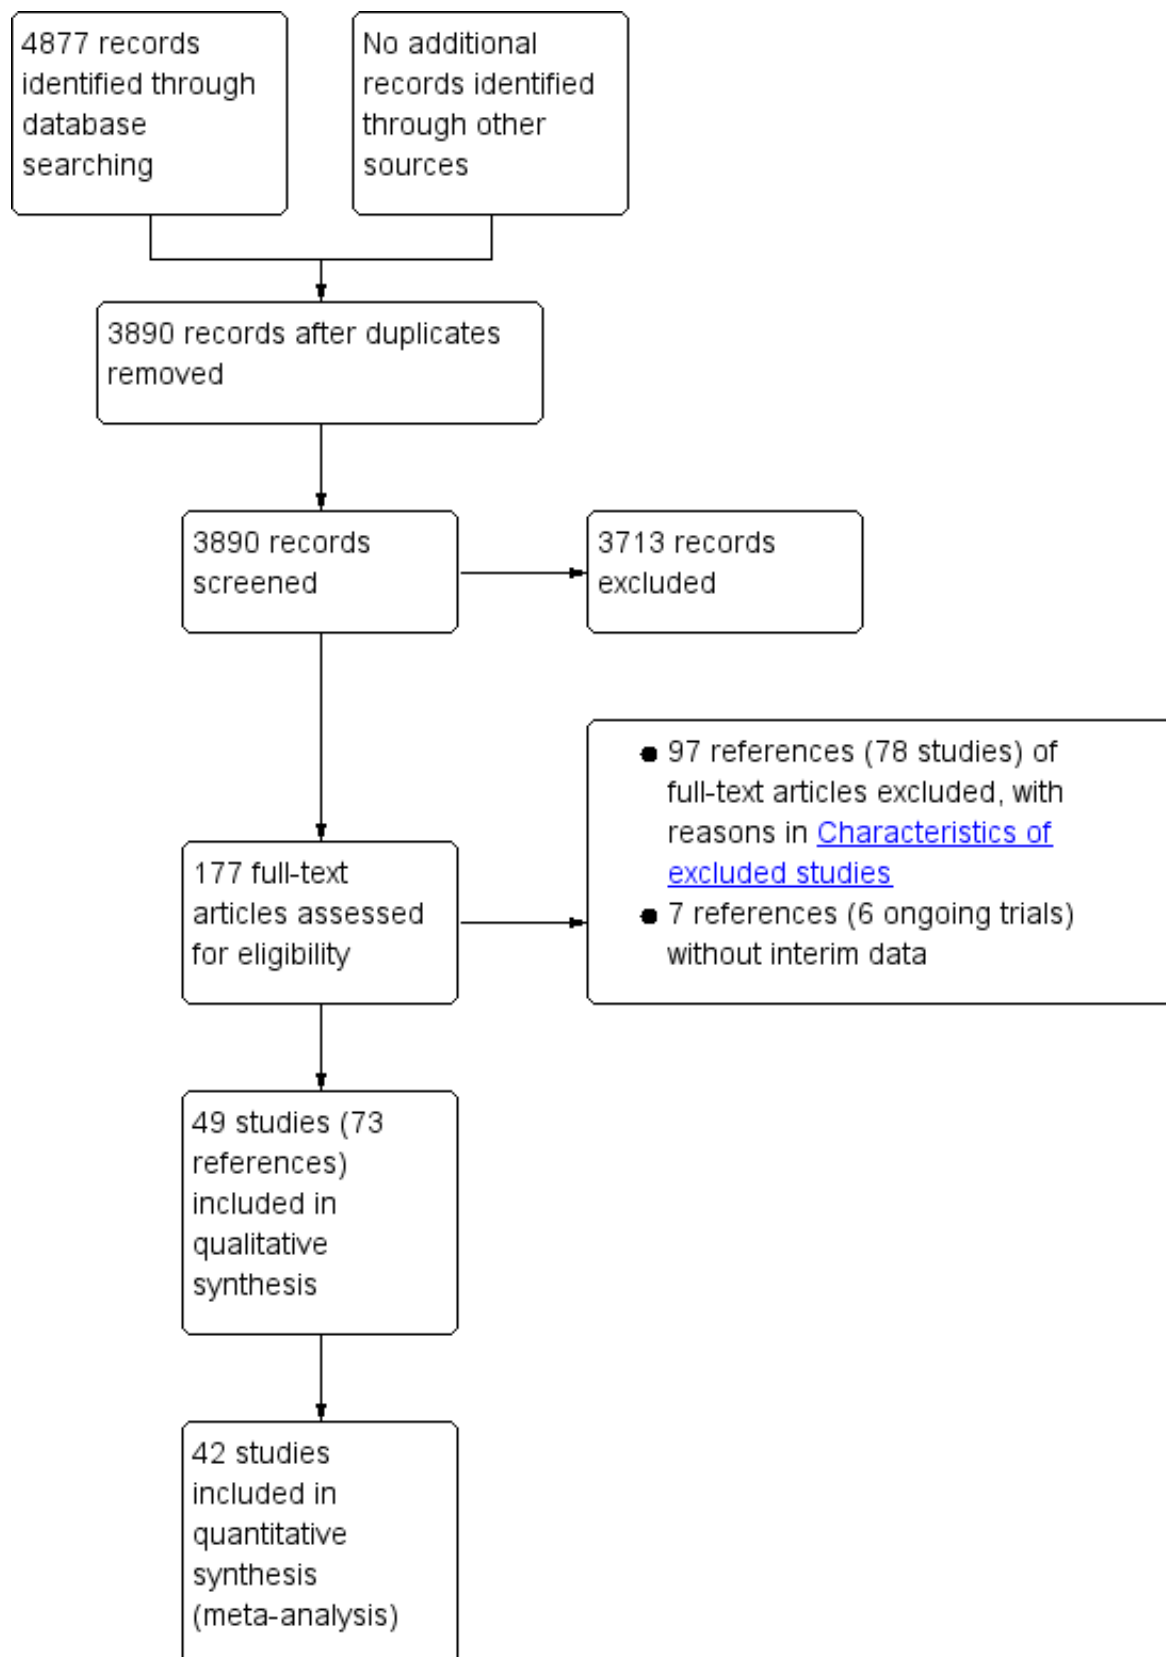 4877 records
identified through
database
searching
No additional
records identified
through other
sources
3890 records after duplicates
removed
3890 records
screened
3713 records
excluded
177 full-text
articles assessed
for eligibility
● 97 references (78 studies) of
full-text articles excluded, with
reasons in Characteristics of
excluded studies
● 7 references (6 ongoing trials)
without interim data
49 studies (73
references)
included in
qualitative
synthesis
42 studies
included in
quantitative
synthesis
(meta-analysis)